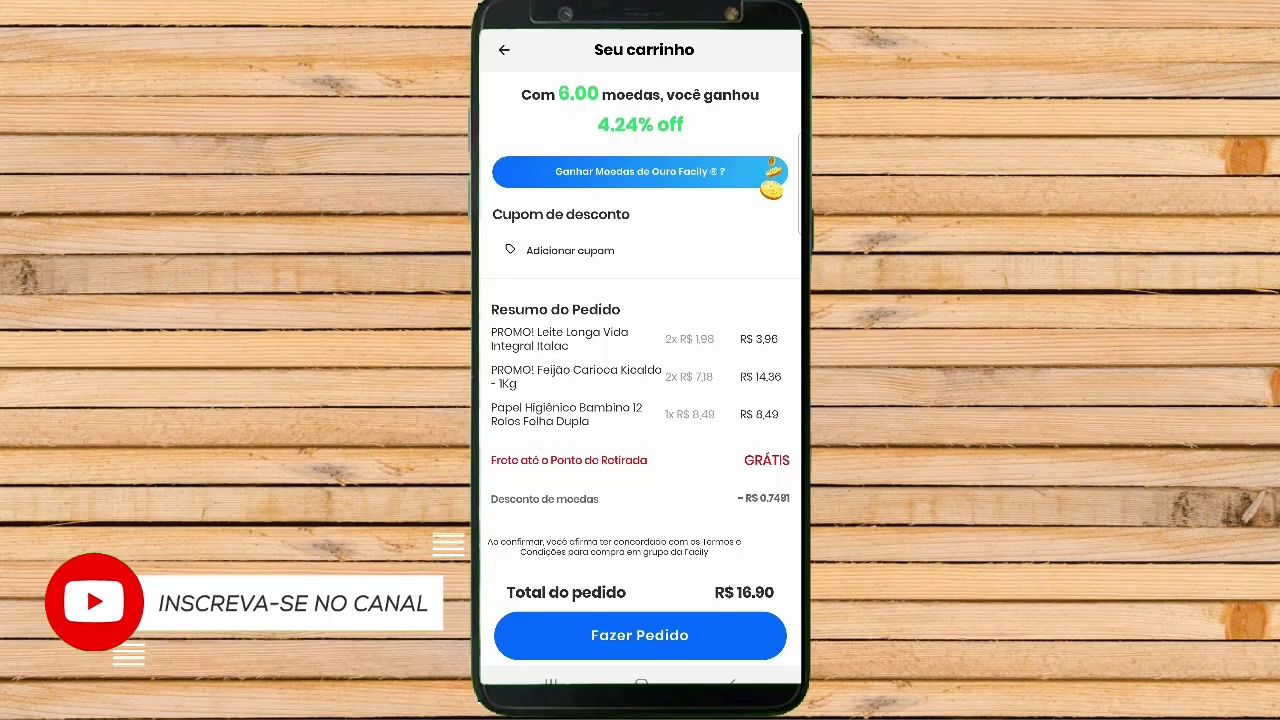 Seu carrinho
Com 6.00 moedas, você ganhou
4.24% off
Ganhar Moedas de Ouro Facily ® ?
Cupom de desconto
Adicionar cupom
Resumo do Pedido
PROMO! Leite Longa Vida
Integral Italac
2x R$ 1,98
R$ 3,96
PROMO! Feijão Carioca Kicaldo
- 1Kg
2x R$ 7,18
R$ 14,36
Papel Higiênico Bambino 12
Rolos Folha Dupla
1x R$ 8,49
R$ 8,49
Frete até o Ponto de Retirada
GRÁTIS
Desconto de moedas
- R$ 0.7491
Ao confirmar, você afirma ter concordado com os Termos e
Condições para compra em grupo da Facily
Total do pedido
R$ 16.90
Fazer Pedido
INSCREVA-SE NO CANAL